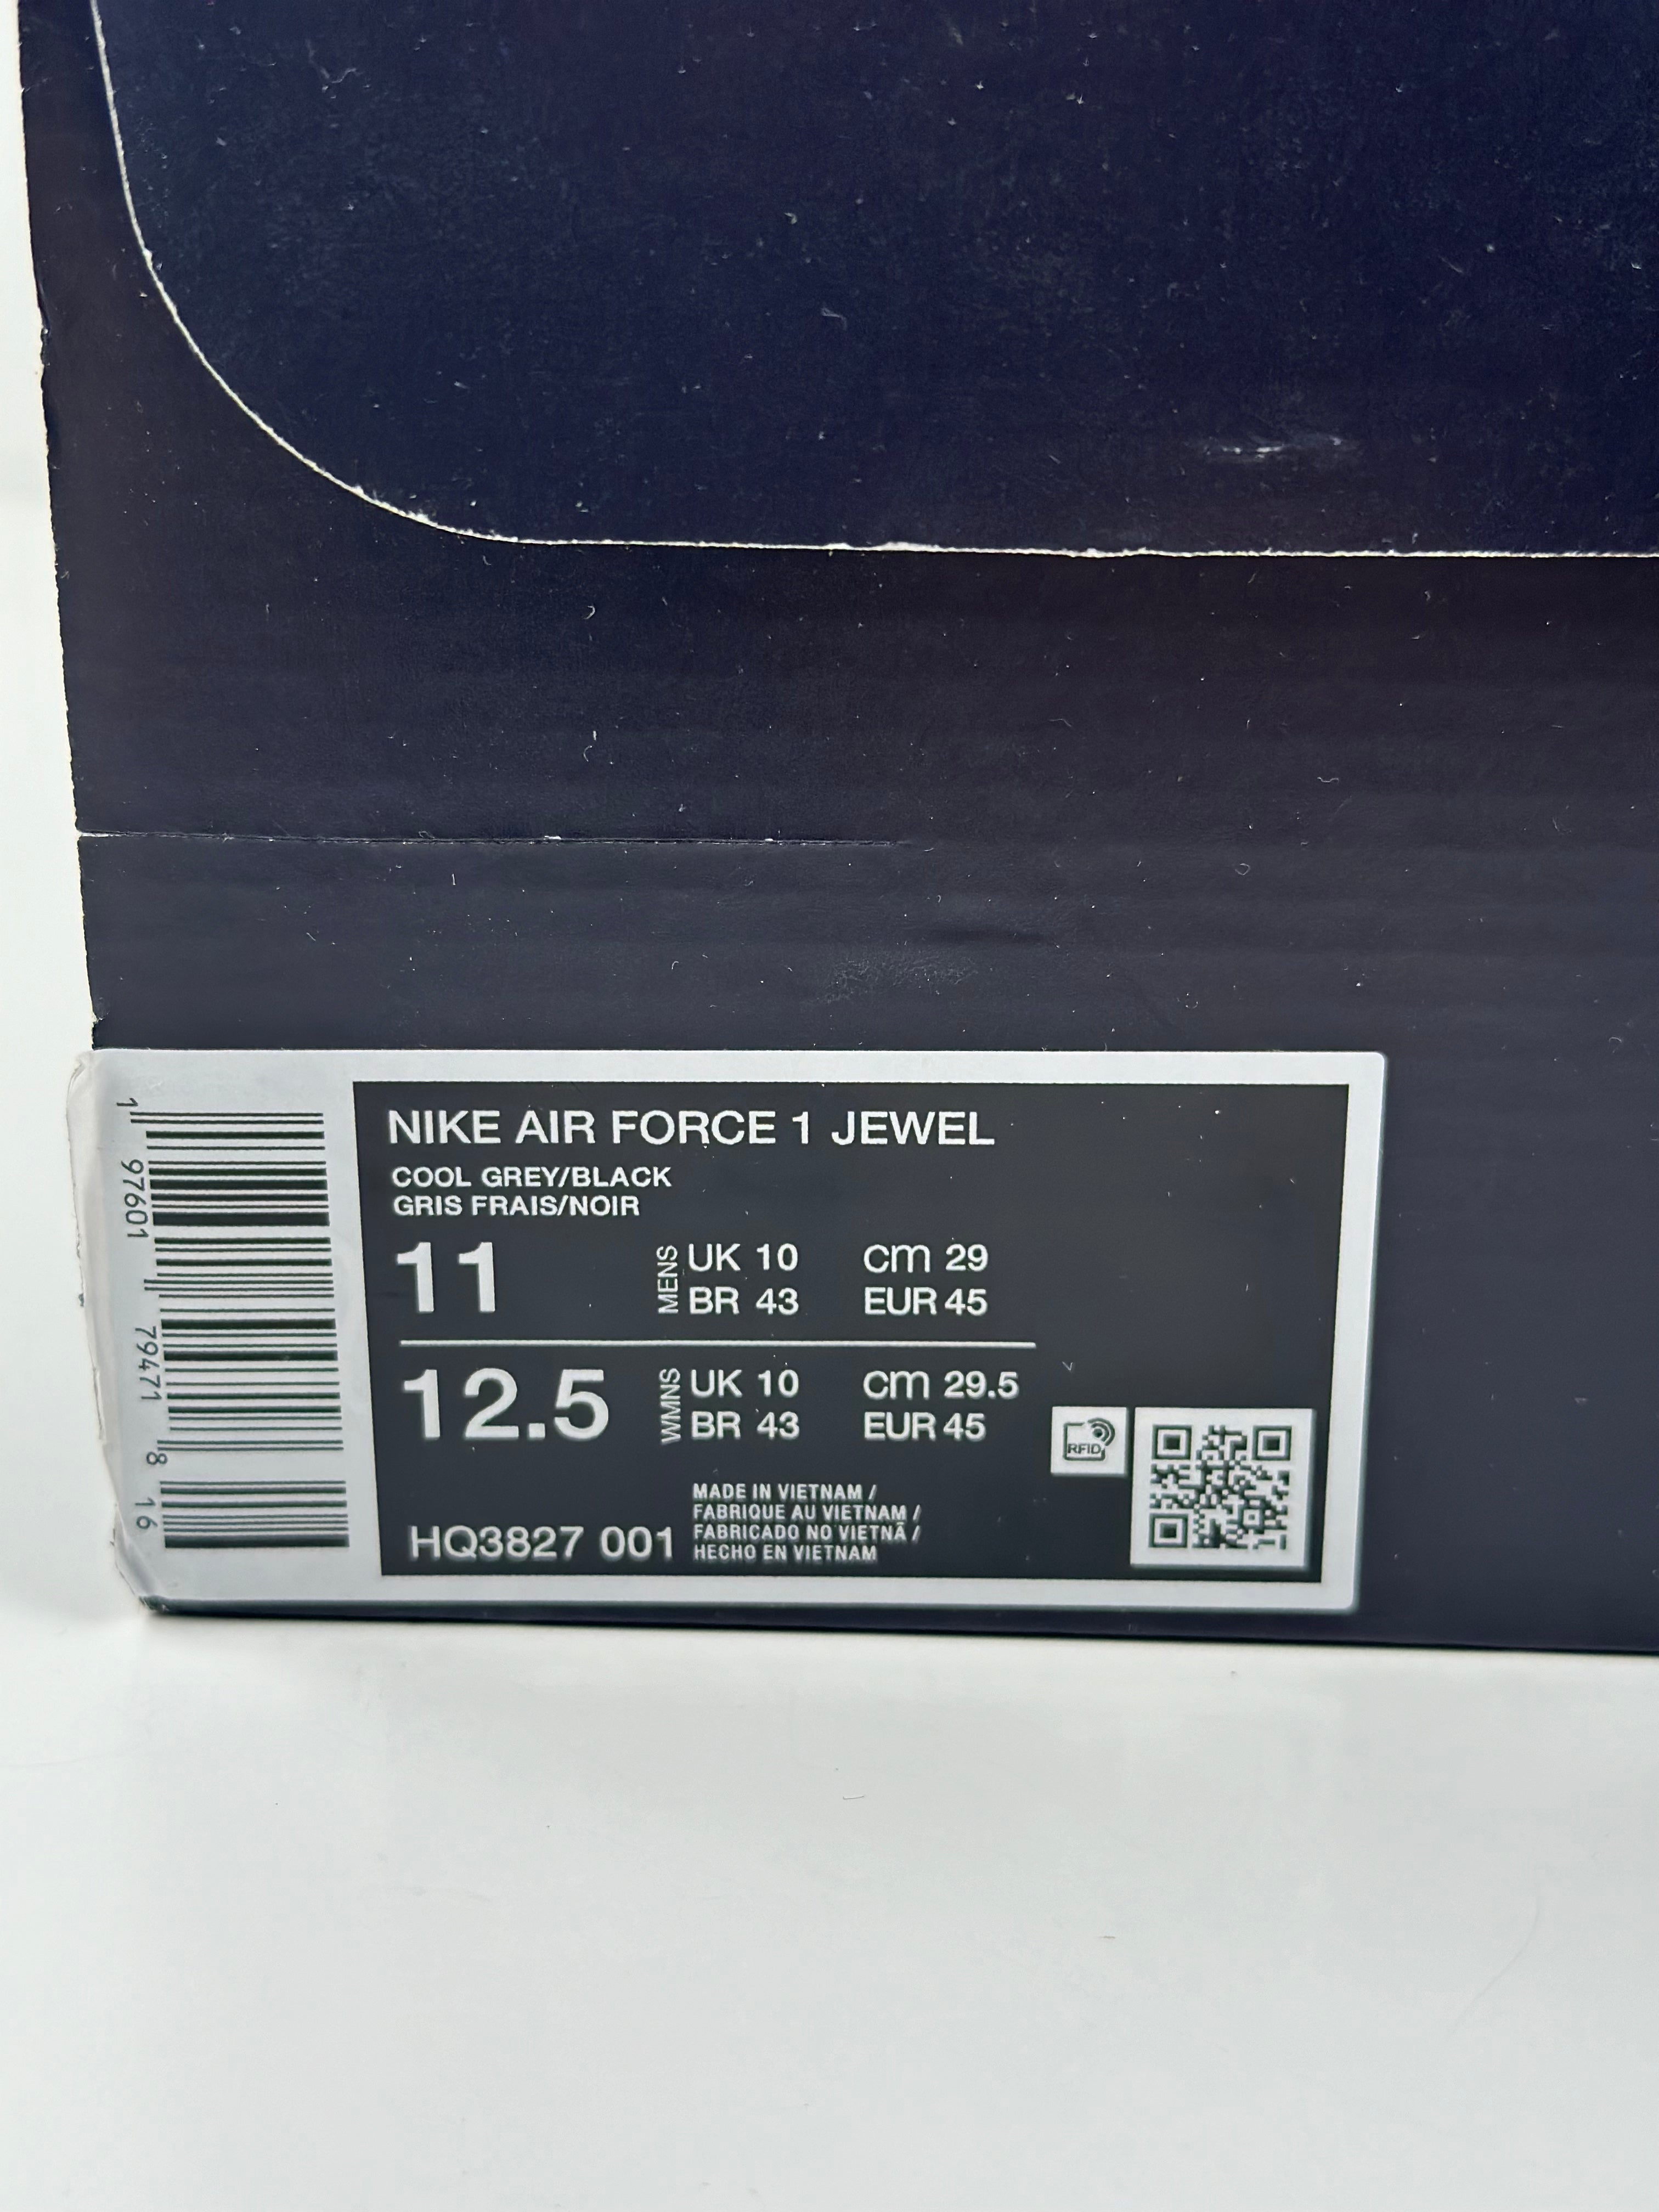 NIKE AIR FORCE 1 JEWEL
COOL GREY/BLACK
GRIS FRAIS/NOIR
11
MENS
UK 10
CM 29
BR 43
EUR 45
12.5
WMNS
UK 10
CM 29.5
BR 43
EUR 45
HQ3827 001
MADE IN VIETNAM /
FABRIQUE AU VIETNAM /
FABRICADO NO VIETNÃ /
HECHO EN VIETNAM
RFID
1 97601 79471 8 16